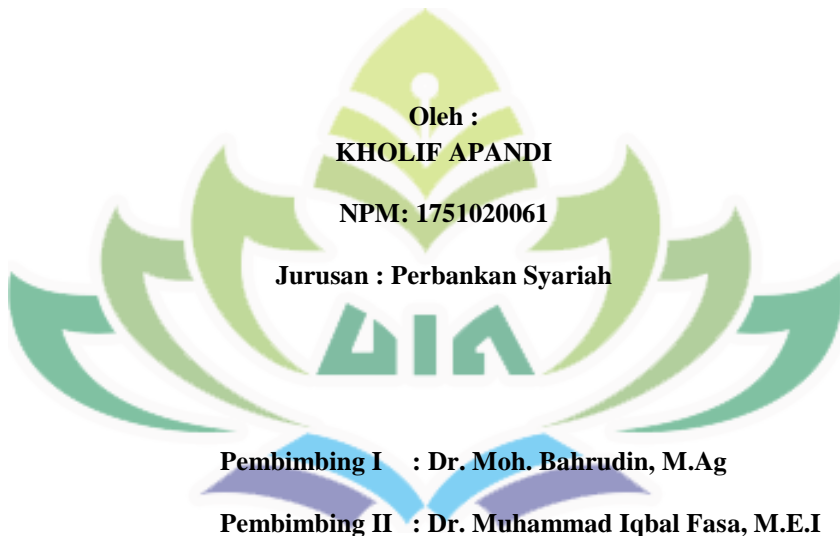 Oleh :
KHOLIF APANDI
NPM: 1751020061
Jurusan : Perbankan Syariah
UIN
Pembimbing I : Dr. Moh. Bahrudin, M.Ag
Pembimbing II : Dr. Muhammad Iqbal Fasa, M.E.I